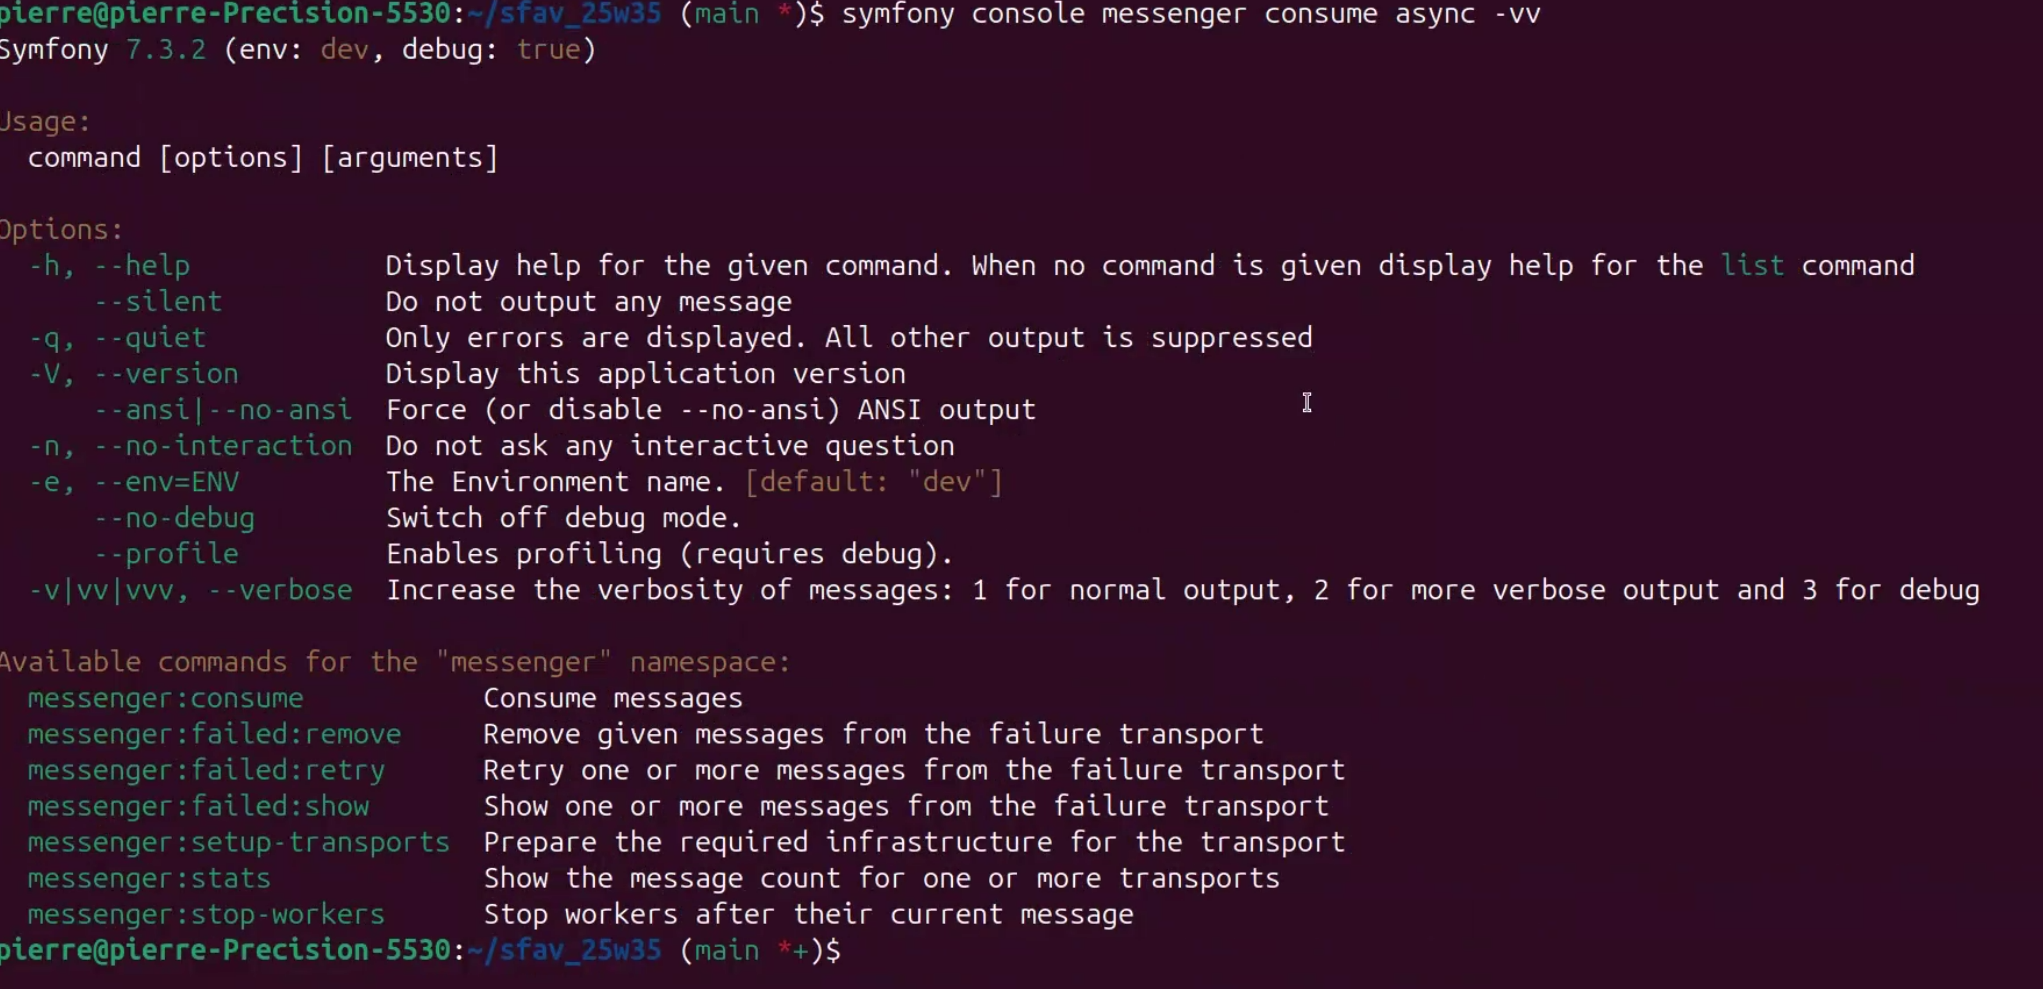 pierre@pierre-Precision-5530:~/sfav_25w35 (main *)$ symfony console messenger consume async -vv
Symfony 7.3.2 (env: dev, debug: true)
Usage:
command [options] [arguments]
Options:
-h, --help Display help for the given command. When no command is given display help for the list command
--silent Do not output any message
-q, --quiet Only errors are displayed. All other output is suppressed
-V, --version Display this application version
--ansi|--no-ansi Force (or disable --no-ansi) ANSI output
-n, --no-interaction Do not ask any interactive question
-e, --env=ENV The Environment name. [default: "dev"]
--no-debug Switch off debug mode.
--profile Enables profiling (requires debug).
-v|vv|vvv, --verbose Increase the verbosity of messages: 1 for normal output, 2 for more verbose output and 3 for debug
Available commands for the "messenger" namespace:
messenger:consume Consume messages
messenger:failed:remove Remove given messages from the failure transport
messenger:failed:retry Retry one or more messages from the failure transport
messenger:failed:show Show one or more messages from the failure transport
messenger:setup-transports Prepare the required infrastructure for the transport
messenger:stats Show the message count for one or more transports
messenger:stop-workers Stop workers after their current message
pierre@pierre-Precision-5530:~/sfav_25w35 (main *+)$